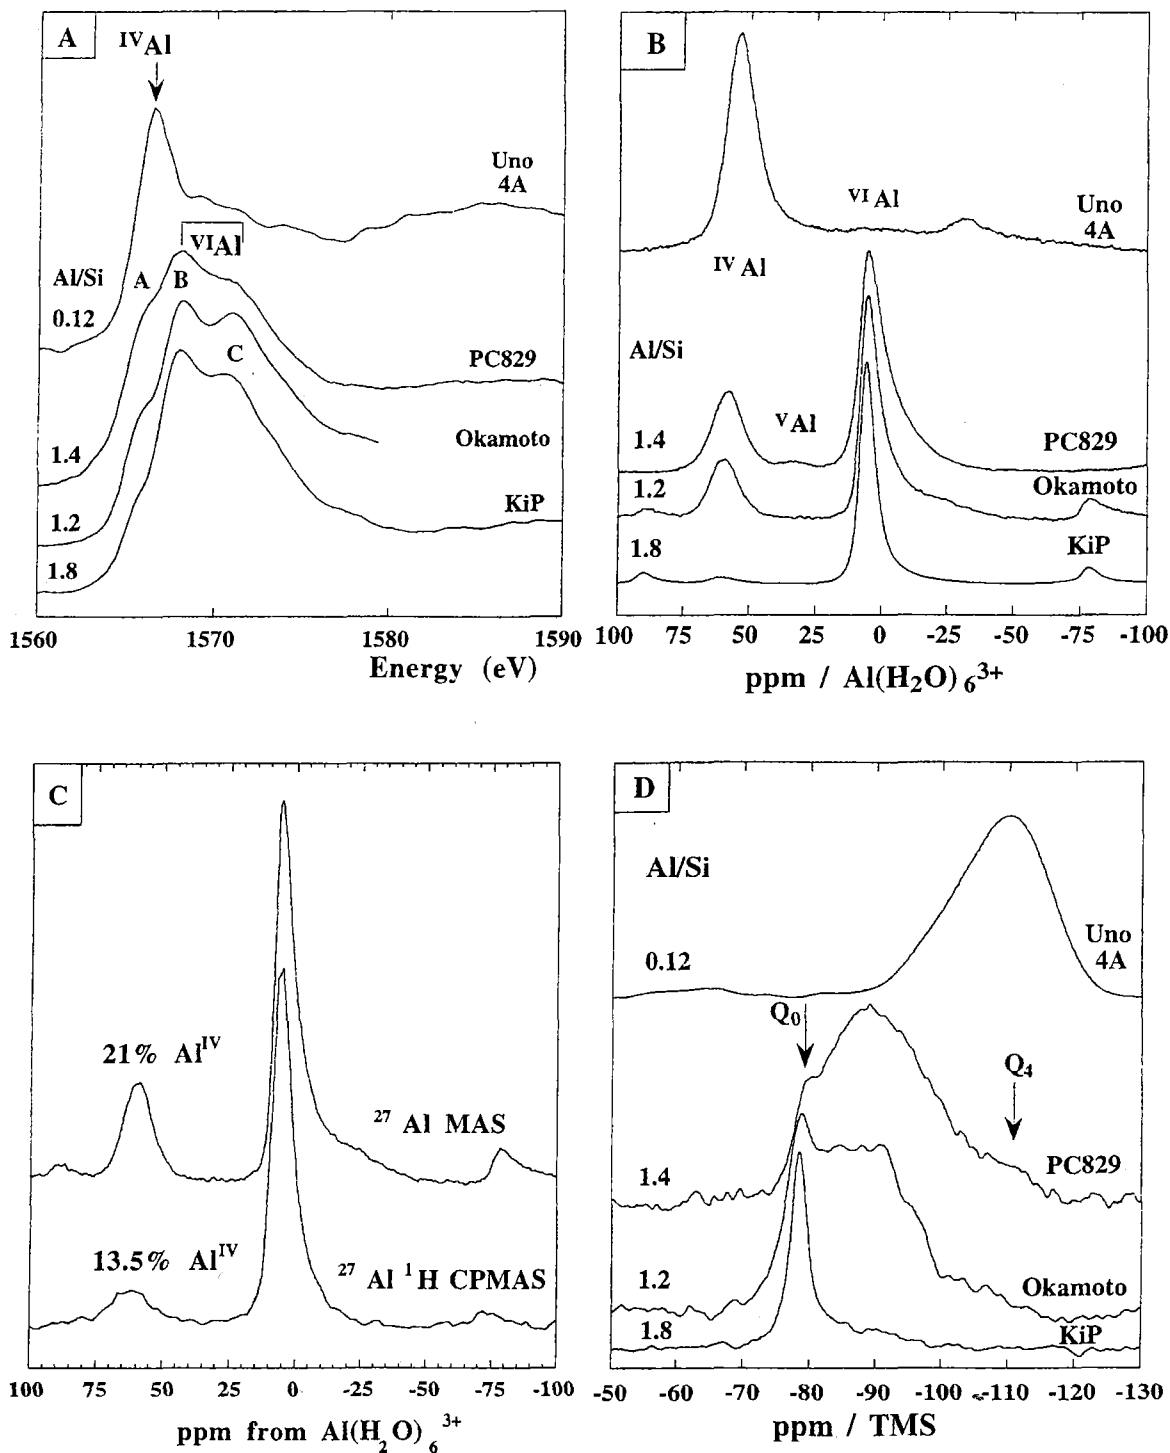 A
IVAl
Uno
4A
VIAl
Al/Si
A
B
0.12
C
PC829
1.4
Okamoto
1.2
KiP
1.8
1560
1570
1580
1590
Energy (eV)
B
VI Al
Uno
4A
IV Al
Al/Si
V Al
1.4
PC829
1.2
Okamoto
1.8
KiP
100
75
50
25
0
-25
-50
-75
-100
ppm / Al(H2O)6 3+
C
21% AlIV
27 Al MAS
13.5% AlIV
27 Al 1H CPMAS
100
75
50
25
0
-25
-50
-75
-100
ppm from Al(H2O)6 3+
D
Al/Si
Uno
4A
0.12
Q0
Q4
PC829
1.4
1.2
Okamoto
1.8
KiP
-50
-60
-70
-80
-90
-100
-110
-120
-130
ppm / TMS